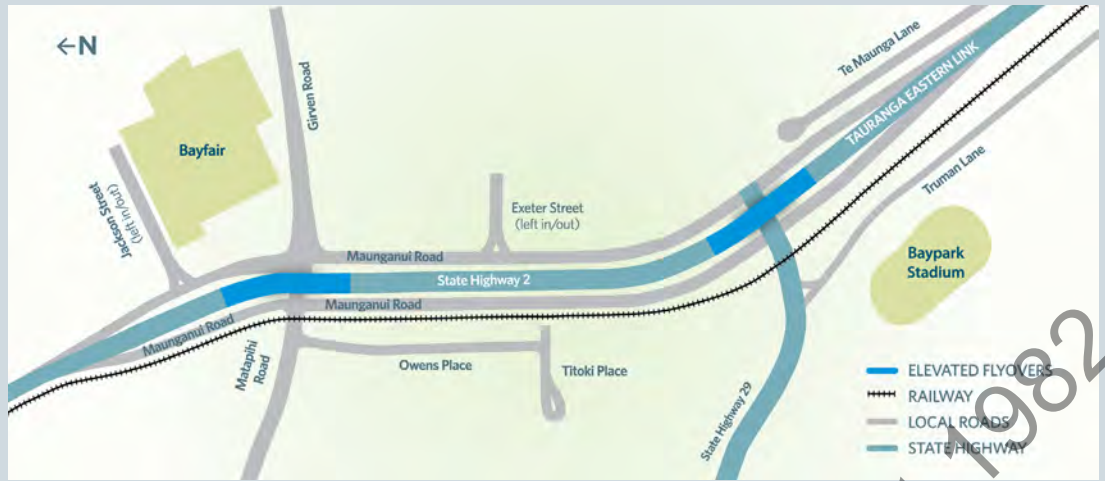 ←N
Bayfair
Girven Road
Jackson Street
(left in/out)
Te Maunga Lane
TAURANGA EASTERN LINK
Truman Lane
Exeter Street
(left in/out)
Maunganui Road
State Highway 2
Maunganui Road
Maunganui Road
Baypark
Stadium
Matapihi
Road
Owens Place
Titoki Place
State Highway 29
ELEVATED FLYOVERS
RAILWAY
LOCAL ROADS
STATE HIGHWAY
1982